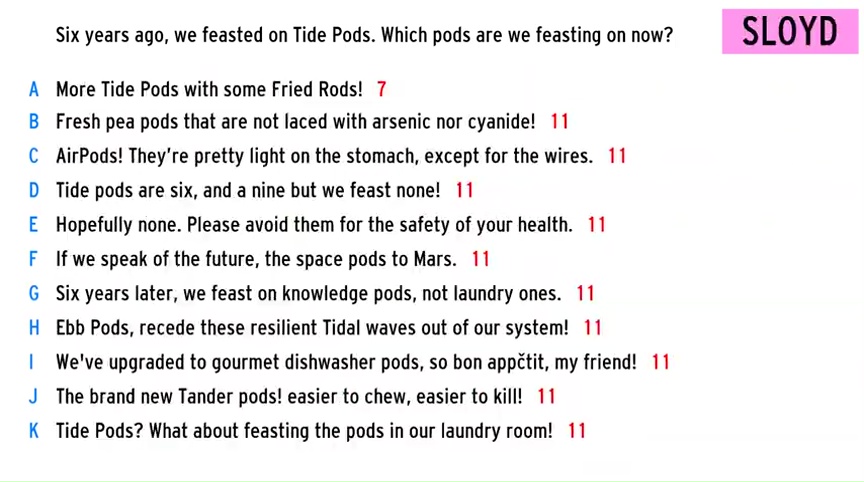 Six years ago, we feasted on Tide Pods. Which pods are we feasting on now?
SLOYD
A More Tide Pods with some Fried Rods! 7
B Fresh pea pods that are not laced with arsenic nor cyanide! 11
C AirPods! They're pretty light on the stomach, except for the wires. 11
D Tide pods are six, and a nine but we feast none! 11
E Hopefully none. Please avoid them for the safety of your health. 11
F If we speak of the future, the space pods to Mars. 11
G Six years later, we feast on knowledge pods, not laundry ones. 11
H Ebb Pods, recede these resilient Tidal waves out of our system! 11
I We've upgraded to gourmet dishwasher pods, so bon appčtit, my friend! 11
J The brand new Tander pods! easier to chew, easier to kill! 11
K Tide Pods? What about feasting the pods in our laundry room! 11